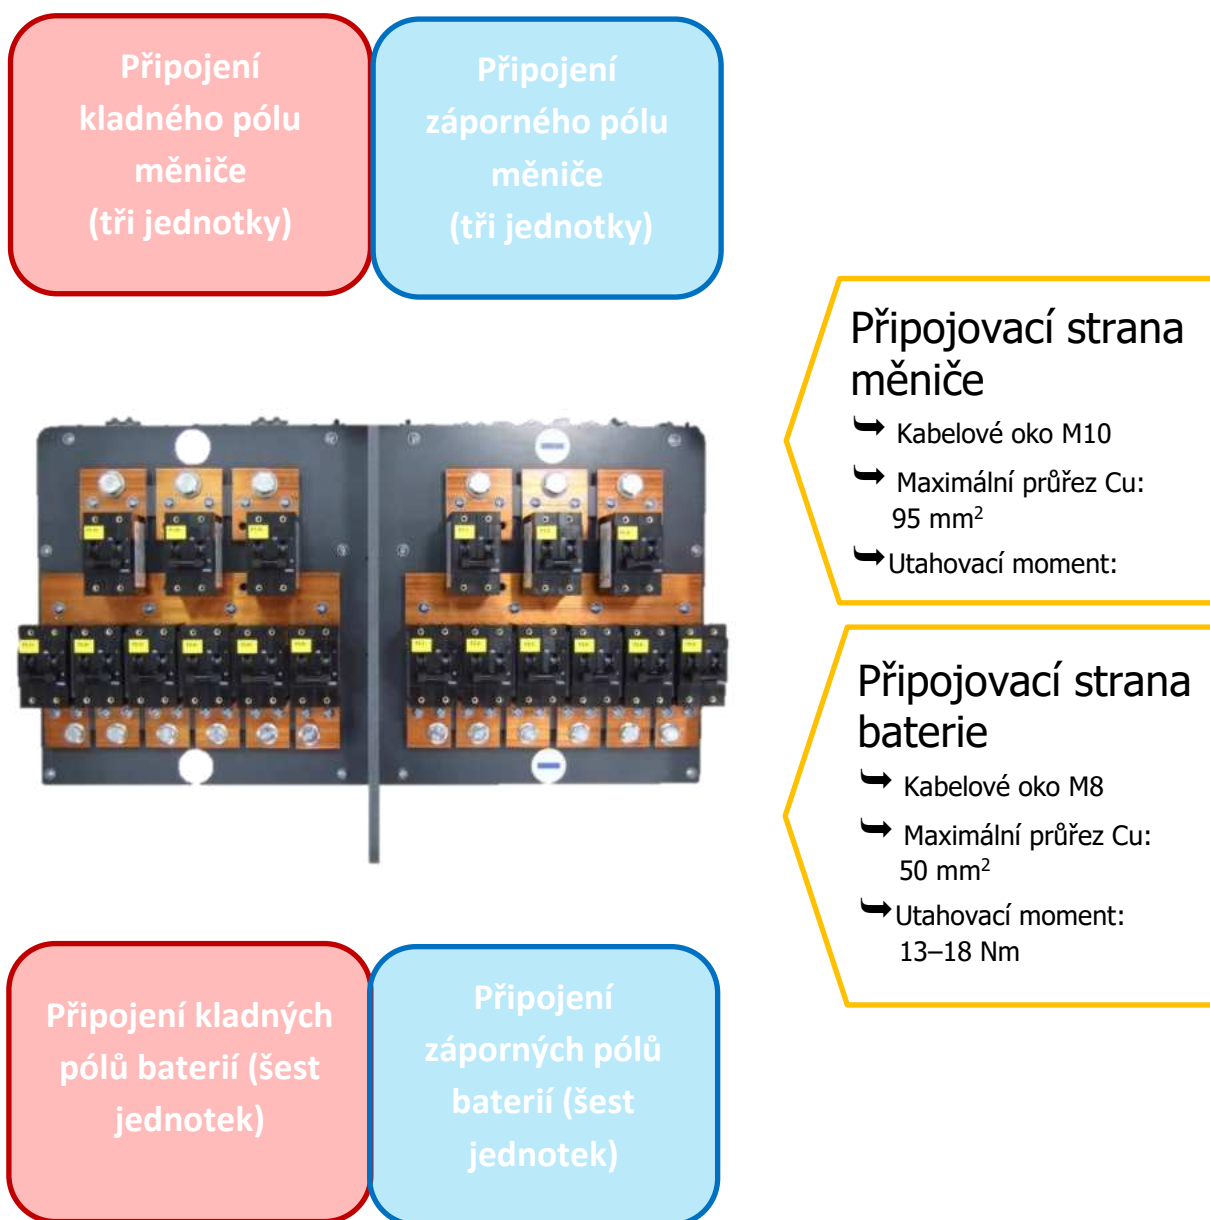 Připojení
kladného pólu
měniče
(tři jednotky)
Připojení
záporného pólu
měniče
(tři jednotky)
Připojovací strana
měniče
Kabelové oko M10
Maximální průřez Cu:
95 mm²
Utahovací moment:
Připojovací strana
baterie
Kabelové oko M8
Maximální průřez Cu:
50 mm²
Utahovací moment:
13–18 Nm
Připojení kladných
pólů baterií (šest
jednotek)
Připojení
záporných pólů
baterií (šest
jednotek)